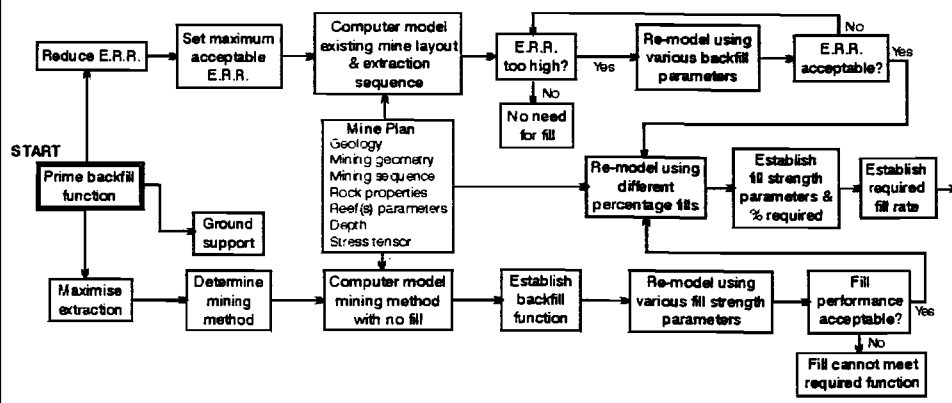 Reduce E.R.R.
Set maximum
acceptable
E.R.R.
Computer model
existing mine layout
& extraction
sequence
E.R.R.
too high?
Yes
No
No need
for fill
Re-model using
various backfill
parameters
No
E.R.R.
acceptable?
Yes
START
Prime backfill
function
Ground
support
Mine Plan
Geology
Mining geometry
Mining sequence
Rock properties
Reef(s) parameters
Depth
Stress tensor
Re-model using
different
percentage fills
Establish
fill strength
parameters &
% required
Establish
required
fill rate
Maximise
extraction
Determine
mining
method
Computer model
mining method
with no fill
Establish
backfill
function
Re-model using
various fill strength
parameters
Fill
performance
acceptable?
Yes
No
Fill cannot meet
required function